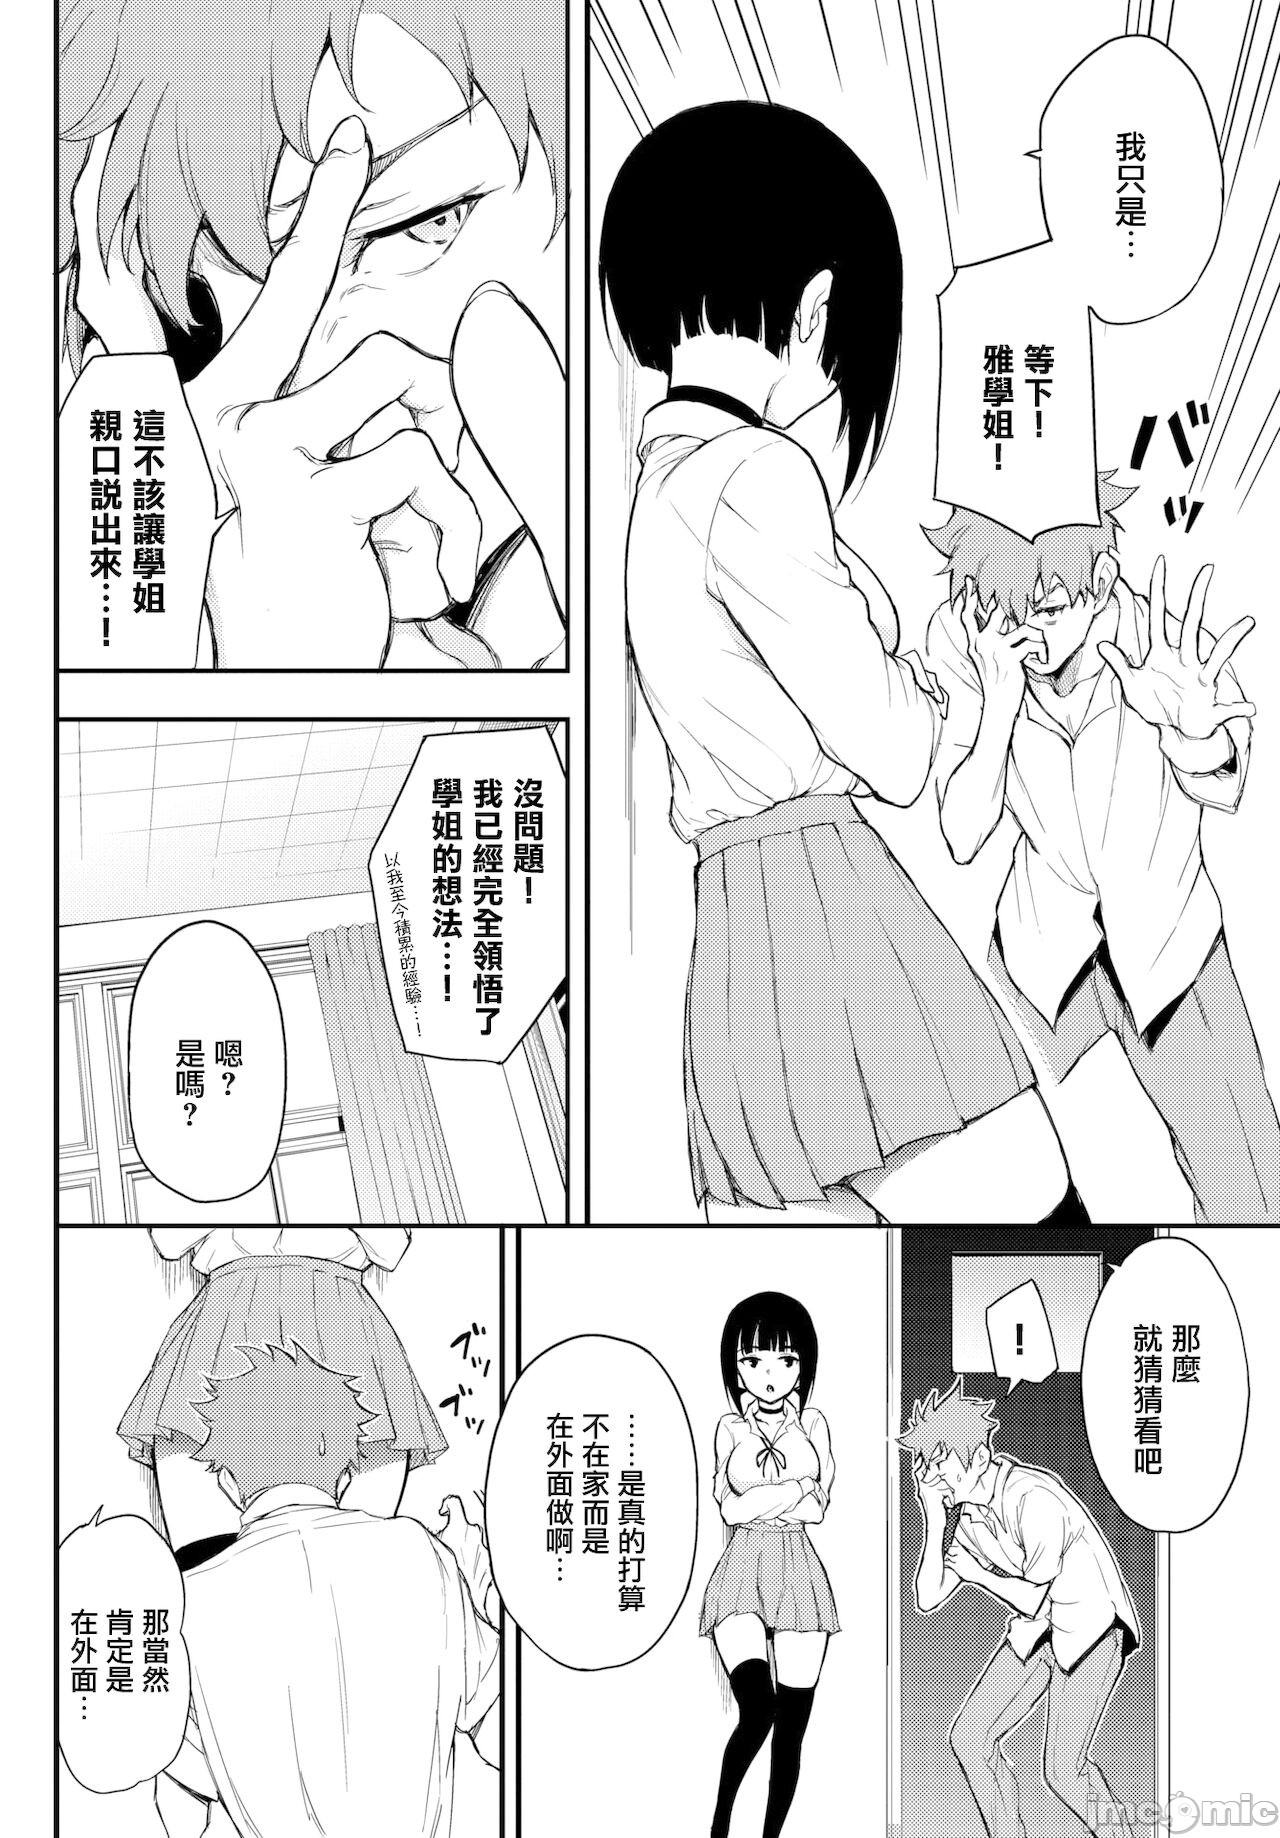 我只是…
等下！
雅學姐！
バッ
這不該讓學姐
親口說出來…！
沒問題！
我已經完全領悟了
學姐的想法…！
以我至今積累的經驗…！
嗯？
是嗎？
那麼
就猜猜看吧
！
……是真的打算
不在家而是
在外面做啊…
ブッ
ブッ
那當然
肯定是
在外面…
jmcomic